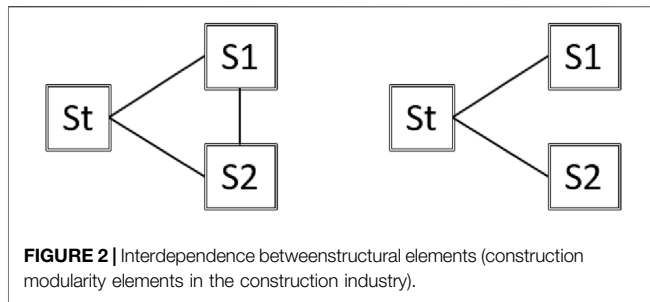 S1
St
S2
S1
St
S2
FIGURE 2 | Interdependence betweenstructural elements (construction
modularity elements in the construction industry).